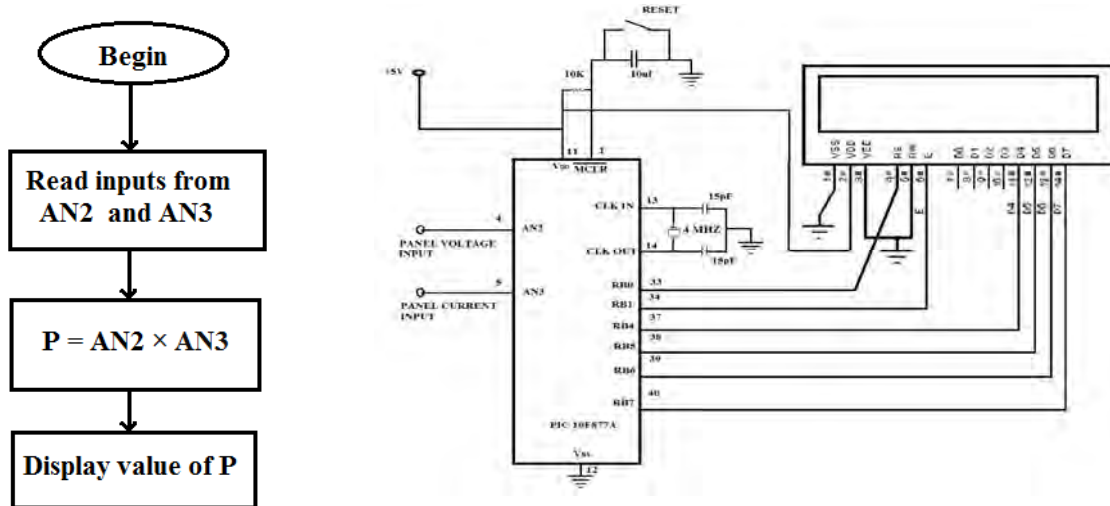 Begin
Read inputs from
AN2 and AN3
P = AN2 × AN3
Display value of P
RESET
+5V
10K
10uf
11
1
VDD
MCLR
4
AN2
PANEL VOLTAGE
INPUT
5
AN3
PANEL CURRENT
INPUT
CLK IN
13
15pF
4 MHZ
CLK OUT
14
15pF
RB0
33
RB1
34
RB4
37
RB5
38
RB6
39
RB7
40
VSS
12
VSS
VDD
VEE
RS
RW
E
D0
D1
D2
D3
D4
D5
D6
D7
E
D4
D5
D6
D7